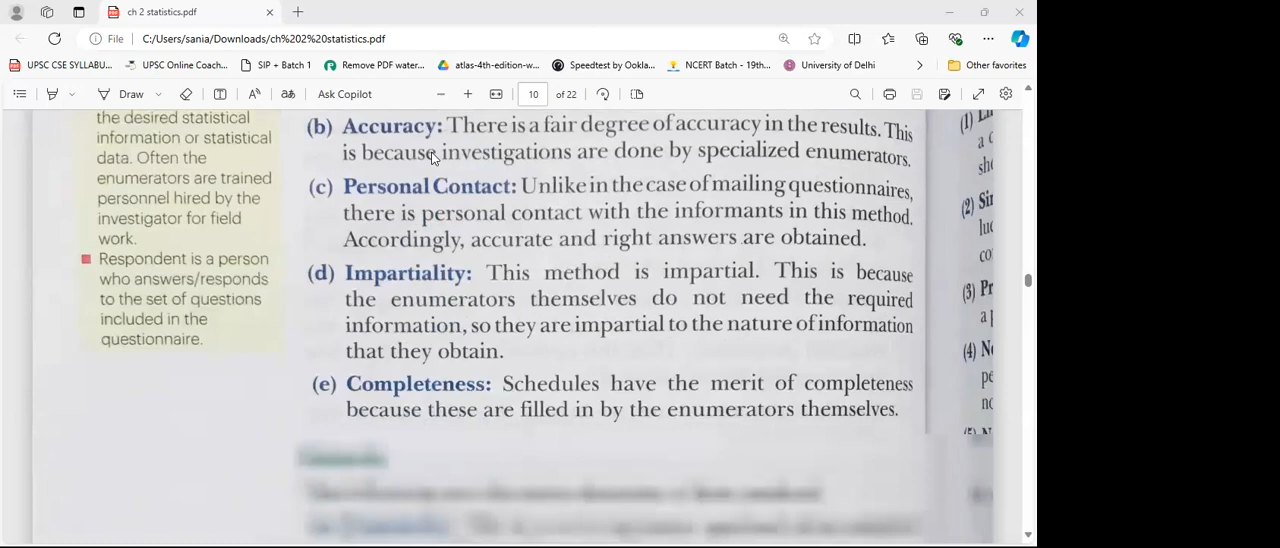 ch 2 statistics.pdf
File
C:/Users/sania/Downloads/ch%202%20statistics.pdf
UPSC CSE SYLLABU...
UPSC Online Coach...
SIP + Batch 1
Remove PDF water...
atlas-4th-edition-w...
Speedtest by Ookla...
NCERT Batch - 19th...
University of Delhi
Other favorites
Draw
Ask Copilot
10 of 22
the desired statistical
information or statistical
data. Often the
enumerators are trained
personnel hired by the
investigator for field
work.
Respondent is a person
who answers/responds
to the set of questions
included in the
questionnaire.
(b) Accuracy: There is a fair degree of accuracy in the results. This
is because investigations are done by specialized enumerators.
(c) Personal Contact: Unlike in the case of mailing questionnaires,
there is personal contact with the informants in this method.
Accordingly, accurate and right answers are obtained.
(d) Impartiality: This method is impartial. This is because
the enumerators themselves do not need the required
information, so they are impartial to the nature of information
that they obtain.
(e) Completeness: Schedules have the merit of completeness
because these are filled in by the enumerators themselves.
(1)
a
(2)
(3)
a
(4)